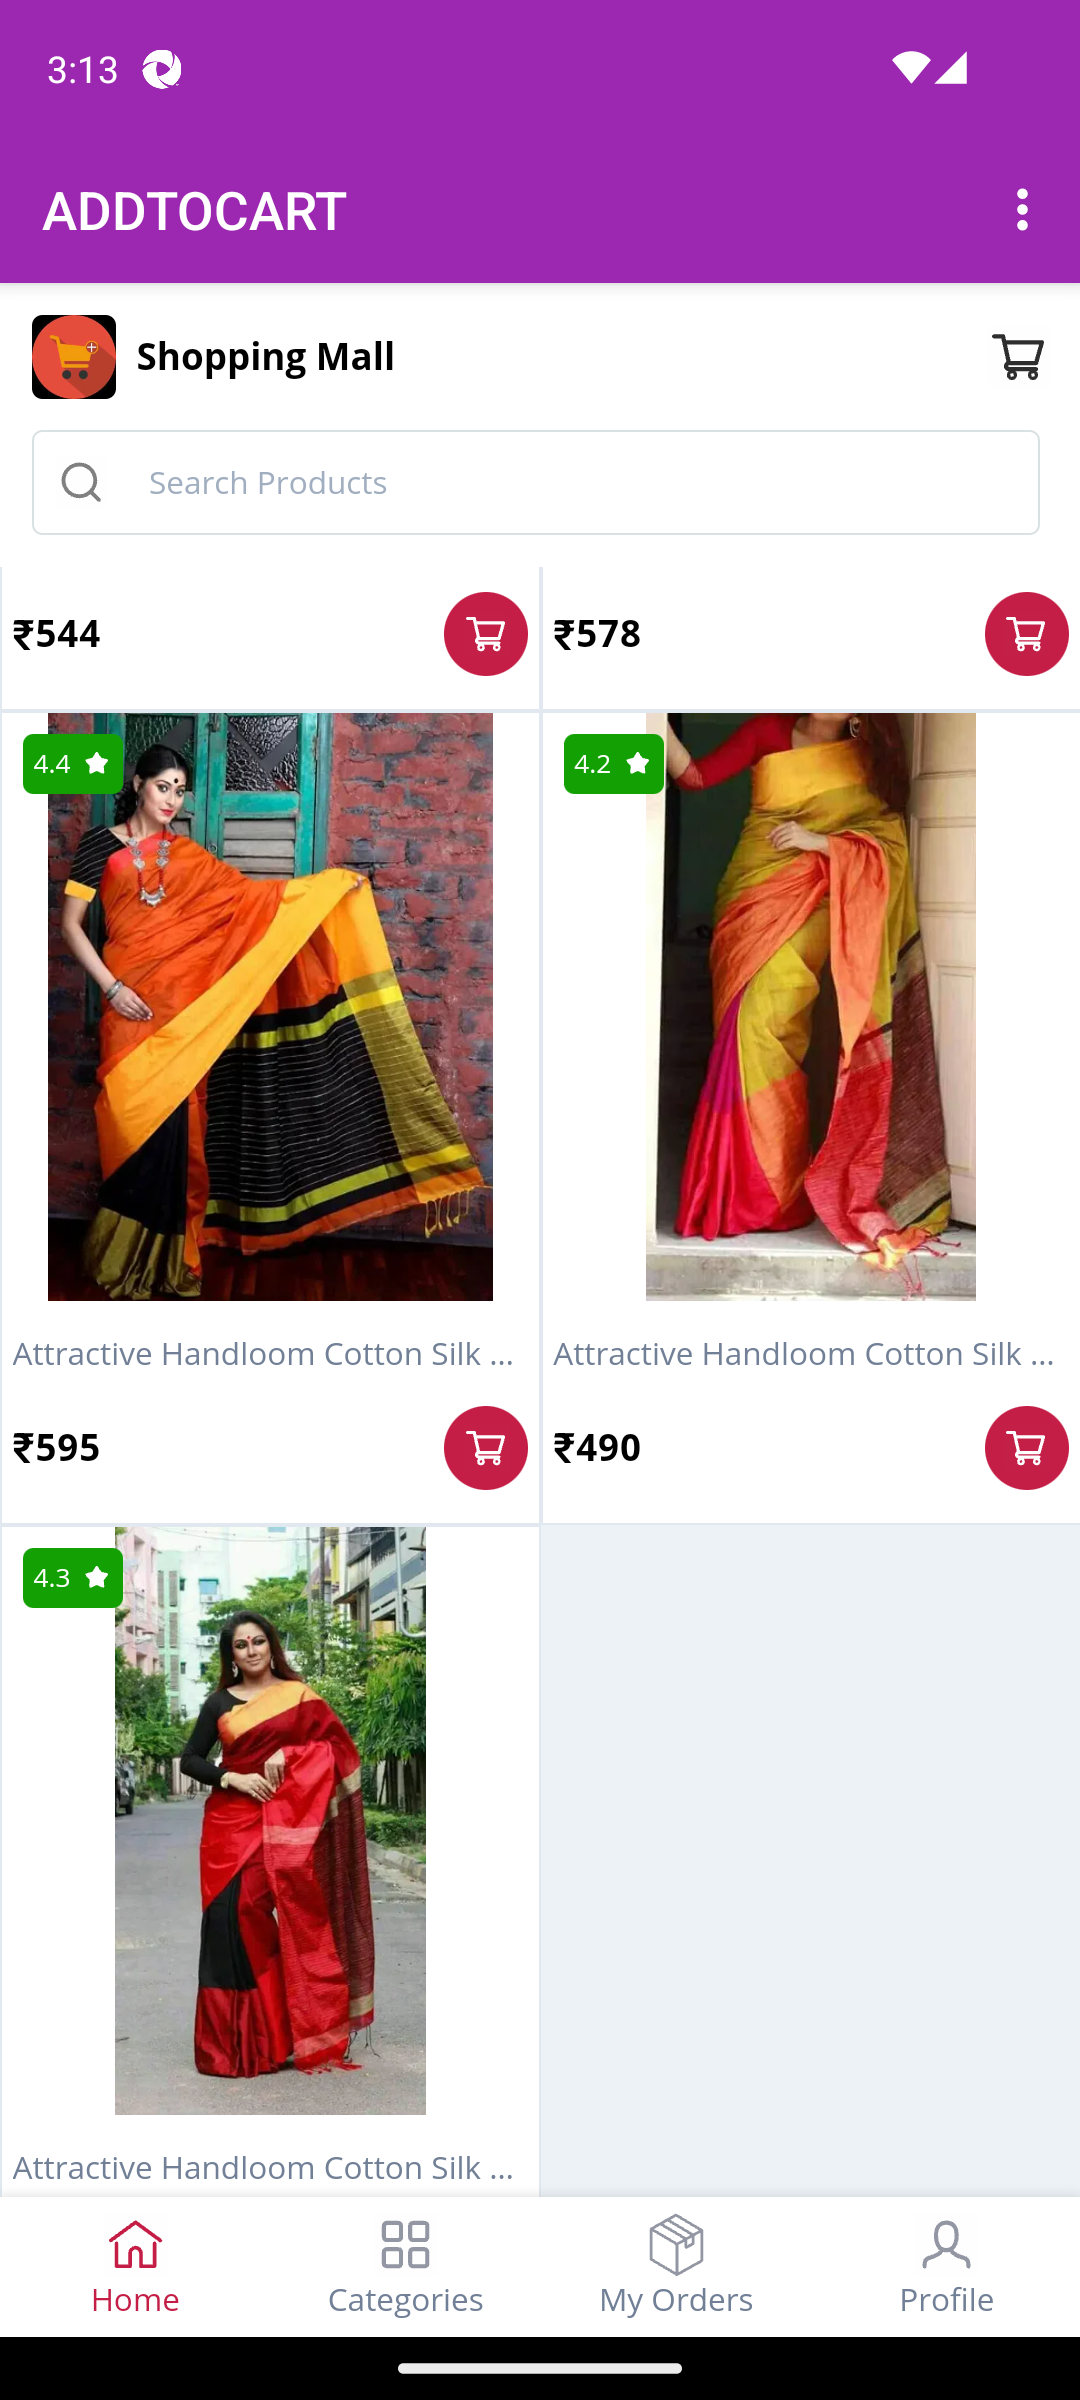 3:13
ADDTOCART
Shopping Mall
Search Products
₹544
₹578
4.4
4.2
Attractive Handloom Cotton Silk ...
Attractive Handloom Cotton Silk ...
₹595
₹490
4.3
Attractive Handloom Cotton Silk ...
Home
Categories
My Orders
Profile